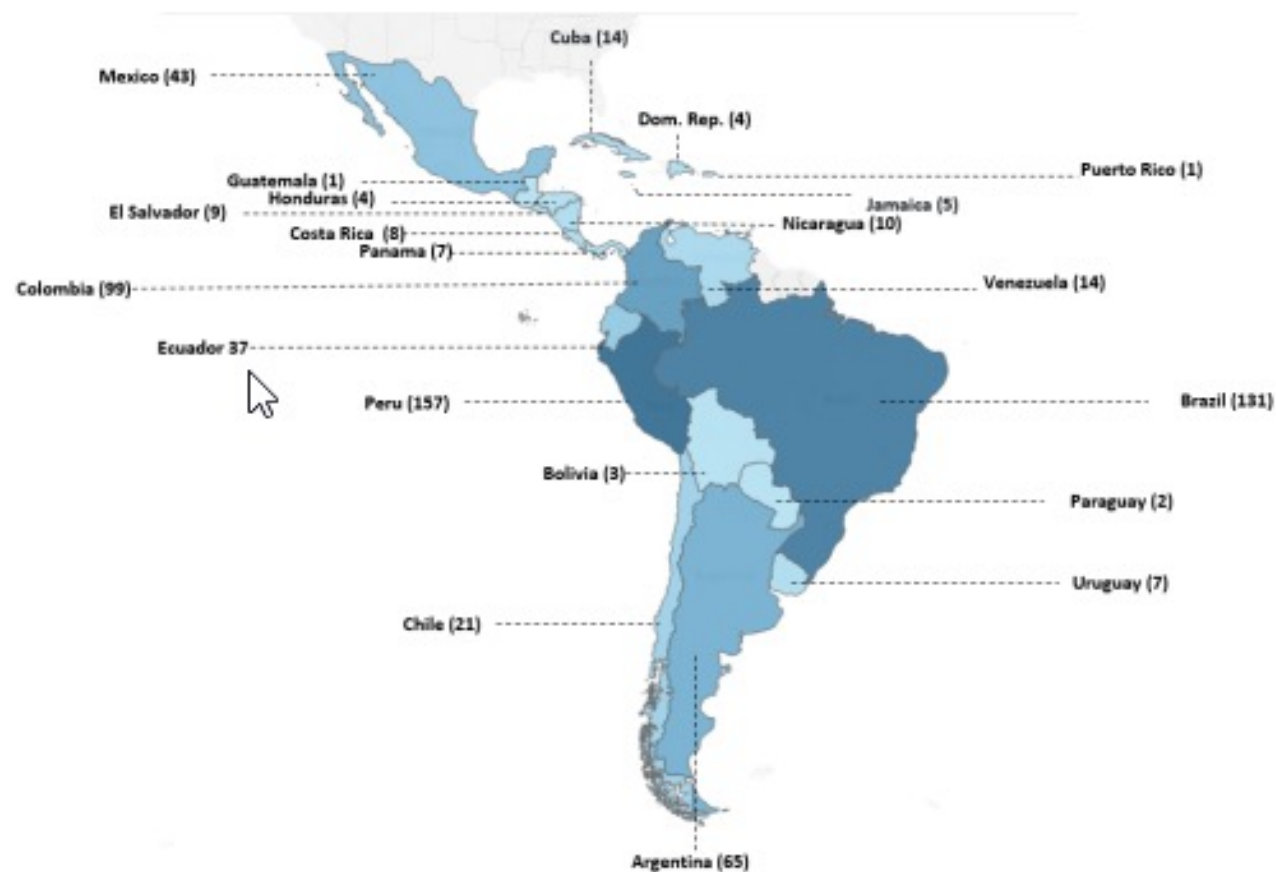 Cuba (14)
Mexico (43)
Dom. Rep. (4)
Puerto Rico (1)
Guatemala (1)
Honduras (4)
Jamaica (5)
El Salvador (9)
Nicaragua (10)
Costa Rica (8)
Panama (7)
Venezuela (14)
Colombia (99)
Ecuador 37
Peru (157)
Brazil (131)
Bolivia (3)
Paraguay (2)
Uruguay (7)
Chile (21)
Argentina (65)